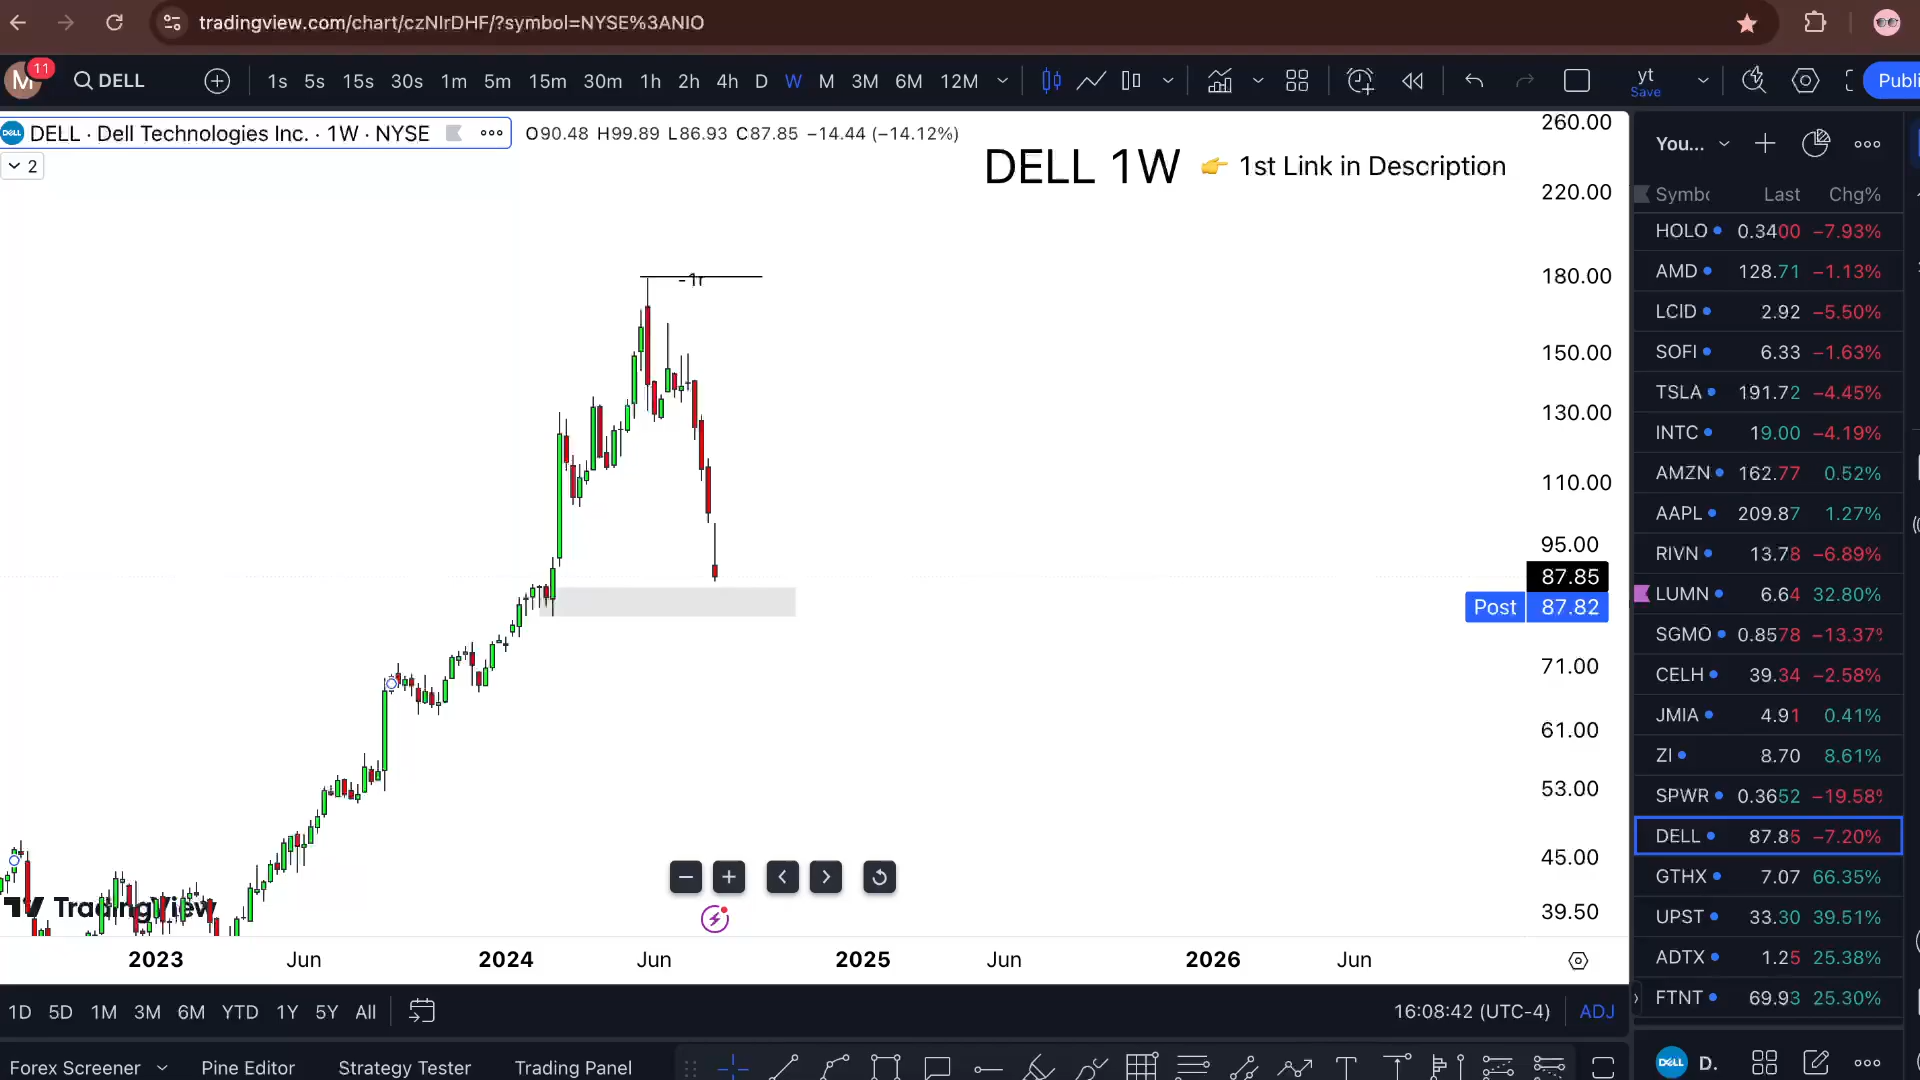 tradingview.com/chart/czNIrDHF/?symbol=NYSE%3ANIO
M 11 DELL 1s 5s 15s 30s 1m 5m 15m 30m 1h 2h 4h D W M 3M 6M 12M yt Save Publi
DELL · Dell Technologies Inc. · 1W · NYSE O90.48 H99.89 L86.93 C87.85 −14.44 (−14.12%)
2
DELL 1W 👉 1st Link in Description
260.00
220.00
180.00
150.00
130.00
110.00
95.00
87.85
Post 87.82
71.00
61.00
53.00
45.00
39.50
TradingView
2023 Jun 2024 Jun 2025 Jun 2026 Jun
1D 5D 1M 3M 6M YTD 1Y 5Y All 16:08:42 (UTC-4) ADJ
Forex Screener Pine Editor Strategy Tester Trading Panel
You...
Symbo Last Chg%
HOLO 0.3400 −7.93%
AMD 128.71 −1.13%
LCID 2.92 −5.50%
SOFI 6.33 −1.63%
TSLA 191.72 −4.45%
INTC 19.00 −4.19%
AMZN 162.77 0.52%
AAPL 209.87 1.27%
RIVN 13.78 −6.89%
LUMN 6.64 32.80%
SGMO 0.8578 −13.37%
CELH 39.34 −2.58%
JMIA 4.91 0.41%
ZI 8.70 8.61%
SPWR 0.3652 −19.58%
DELL 87.85 −7.20%
GTHX 7.07 66.35%
UPST 33.30 39.51%
ADTX 1.25 25.38%
FTNT 69.93 25.30%
DELL D.